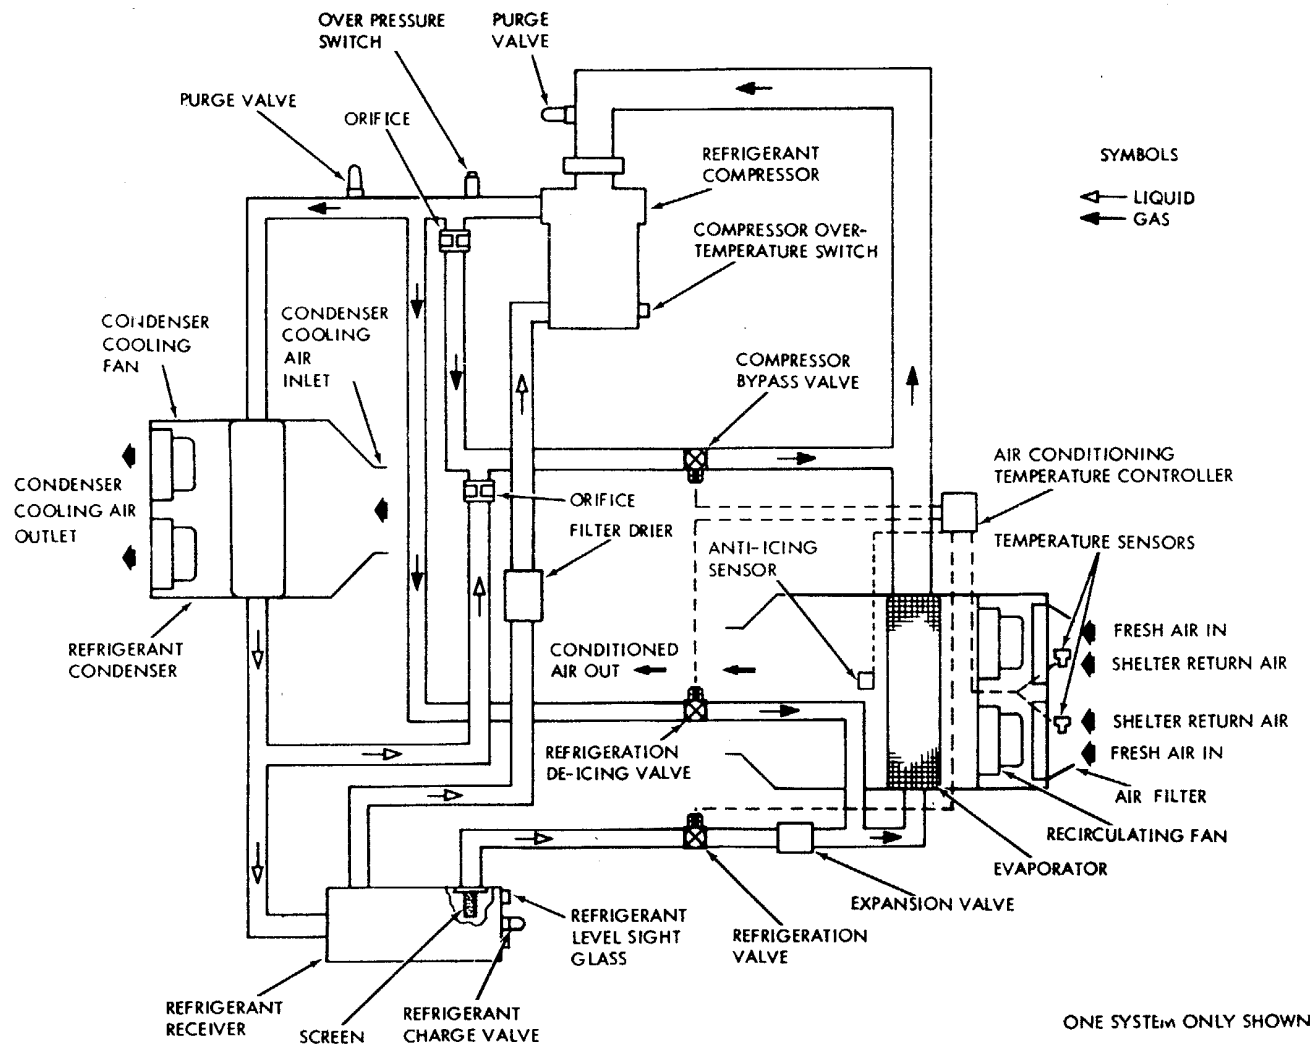 OVER PRESSURE
SWITCH
PURGE
VALVE
PURGE VALVE
ORIFICE
REFRIGERANT
COMPRESSOR
SYMBOLS
LIQUID
GAS
COMPRESSOR OVER-
TEMPERATURE SWITCH
CONDENSER
COOLING
FAN
CONDENSER
COOLING
AIR
INLET
COMPRESSOR
BYPASS VALVE
AIR CONDITIONING
TEMPERATURE CONTROLLER
CONDENSER
COOLING AIR
OUTLET
ORIFICE
FILTER DRIER
ANTI-ICING
SENSOR
TEMPERATURE SENSORS
REFRIGERANT
CONDENSER
CONDITIONED
AIR OUT
FRESH AIR IN
SHELTER RETURN AIR
SHELTER RETURN AIR
FRESH AIR IN
REFRIGERATION
DE-ICING VALVE
AIR FILTER
RECIRCULATING FAN
EVAPORATOR
EXPANSION VALVE
REFRIGERATION
VALVE
REFRIGERANT
LEVEL SIGHT
GLASS
REFRIGERANT
RECEIVER
SCREEN
REFRIGERANT
CHARGE VALVE
ONE SYSTEM ONLY SHOWN